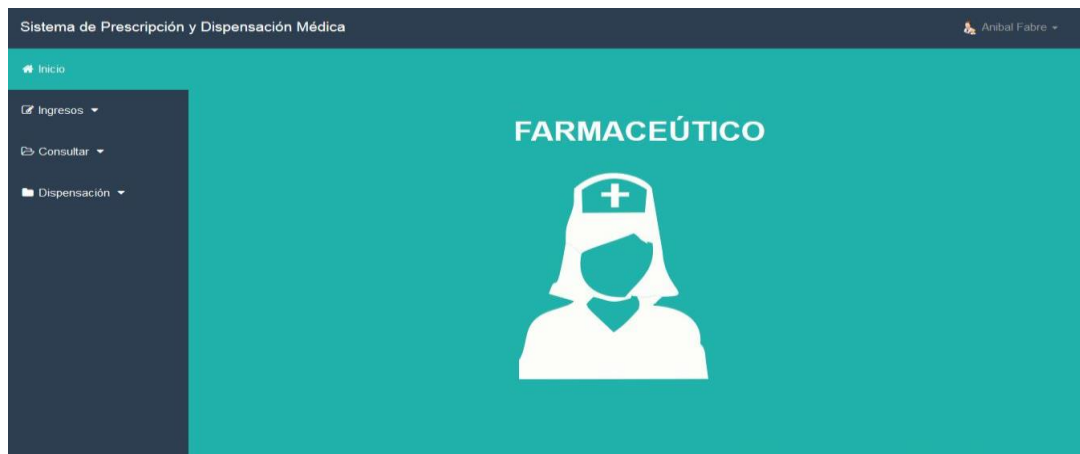 Sistema de Prescripción y Dispensación Médica
Anibal Fabre
Inicio
Ingresos
Consultar
Dispensación
FARMACEÚTICO